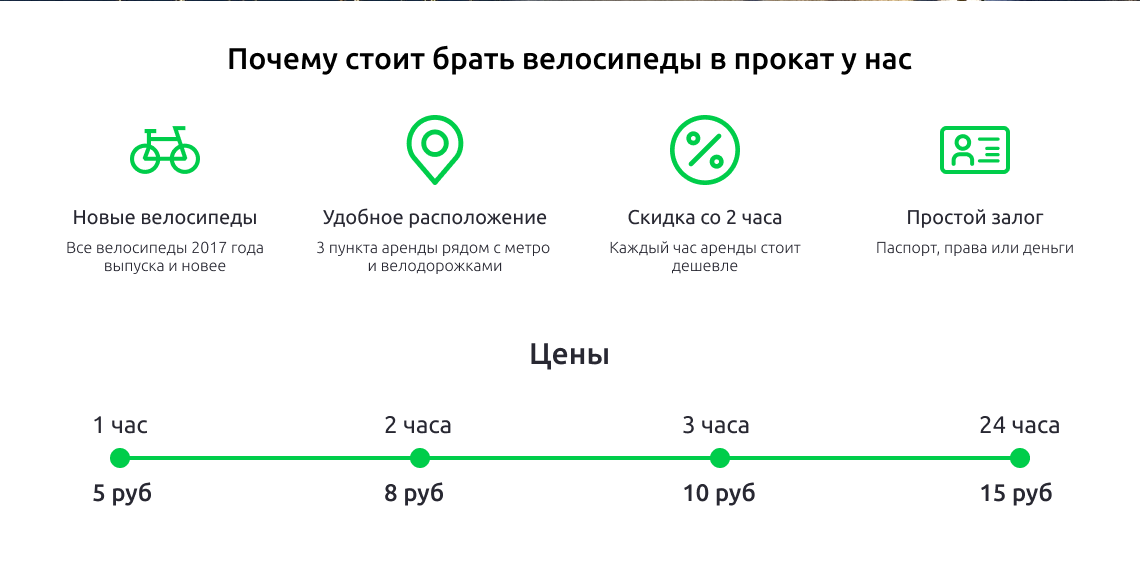 Почему стоит брать велосипеды в прокат у нас
Новые велосипеды
Все велосипеды 2017 года
выпуска и новее
Удобное расположение
3 пункта аренды рядом с метро
и велодорожками
Скидка со 2 часа
Каждый час аренды стоит
дешевле
Простой залог
Паспорт, права или деньги
Цены
1 час
2 часа
3 часа
24 часа
5 руб
8 руб
10 руб
15 руб